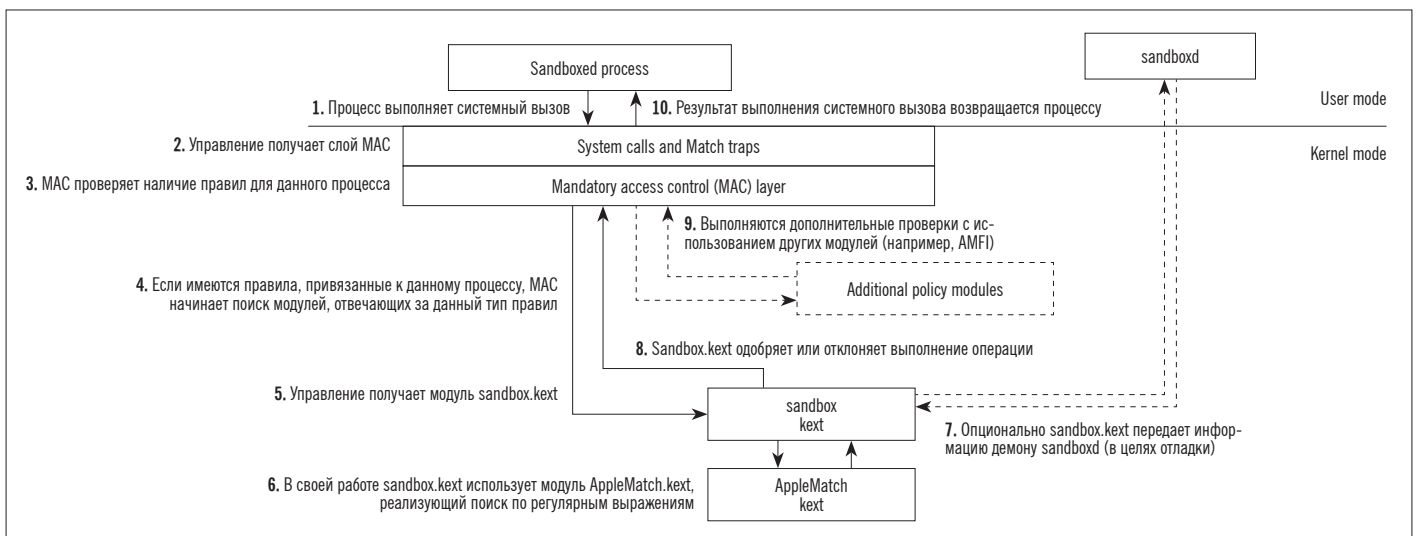 Sandboxed process
sandboxd
1. Процесс выполняет системный вызов
10. Результат выполнения системного вызова возвращается процессу
User mode
2. Управление получает слой MAC
System calls and Match traps
Kernel mode
3. MAC проверяет наличие правил для данного процесса
Mandatory access control (MAC) layer
9. Выполняются дополнительные проверки с ис-
пользованием других модулей (например, AMFI)
4. Если имеются правила, привязанные к данному процессу, MAC
начинает поиск модулей, отвечающих за данный тип правил
Additional policy modules
8. Sandbox.kext одобряет или отклоняет выполнение операции
5. Управление получает модуль sandbox.kext
sandbox
kext
7. Опционально sandbox.kext передает инфор-
мацию демону sandboxd (в целях отладки)
6. В своей работе sandbox.kext использует модуль AppleMatch.kext,
реализующий поиск по регулярным выражениям
AppleMatch
kext